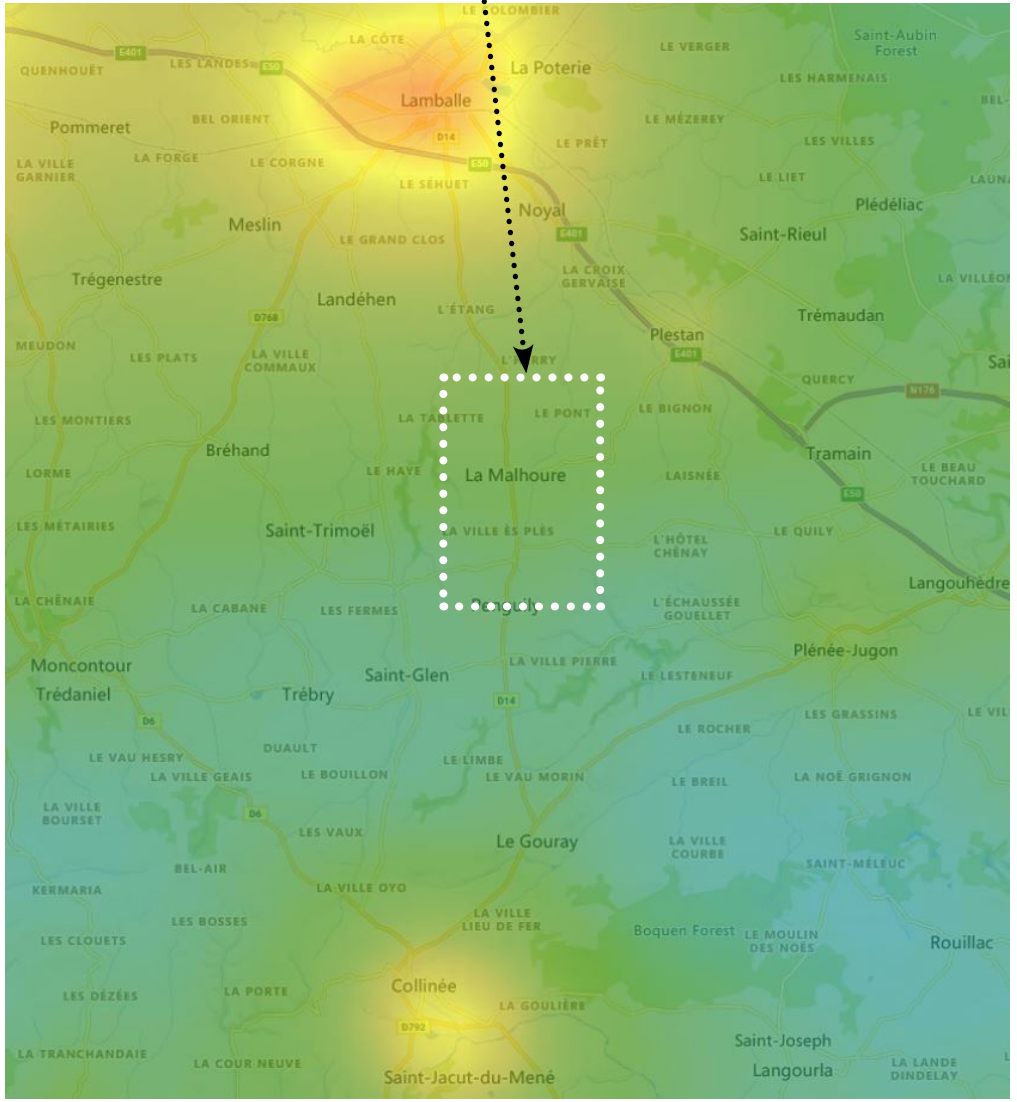 LE COLOMBIER
LA CÔTE
LE VERGER
Saint-Aubin
Forest
E401
LES LANDES
E50
QUENHOUËT
La Poterie
LES HARMENAIS
BEL-
Lamballe
Pommeret
BEL ORIENT
D14
LE MÉZEREY
LES VILLES
LA VILLE
GARNIER
LA FORGE
LE CORGNE
E50
LE PRÊT
LE LIET
LAUNA
LE SÉHUET
Noyal
Plédéliac
Meslin
LE GRAND CLOS
E401
Saint-Rieul
Trégenestre
LA CROIX
GERVAISE
LA VILLÉON
Landéhen
L'ÉTANG
Trémaudan
D768
Plestan
MEUDON
LES PLATS
LA VILLE
COMMAUX
E401
Sai
QUERCY
N176
LES MONTIERS
LA TABLETTE
LE PONT
LE BIGNON
Bréhand
Tramain
LORME
LE HAYE
La Malhoure
LAISNÉE
LE BEAU
TOUCHARD
E50
LES MÉTAIRIES
Saint-Trimoël
LA VILLE ÈS PLÈS
L'HÔTEL
CHÊNAY
LE QUILY
Langouhèdre
LA CHÊNAIE
LA CABANE
LES FERMES
Penguily
L'ÉCHAUSSÉE
GOUELLET
Plénée-Jugon
Moncontour
Trédaniel
Saint-Glen
LA VILLE PIERRE
LE LESTENEUF
Trébry
D14
D6
LES GRASSINS
LE VIL
LE ROCHER
LE VAU HESRY
DUAULT
LE LIMBE
LA VILLE GEAIS
LE BOUILLON
LE VAU MORIN
LE BREIL
LA NOË GRIGNON
LA VILLE
BOURSET
D6
LES VAUX
Le Gouray
LA VILLE
COURBE
BEL-AIR
SAINT-MÉLEUC
KERMARIA
LA VILLE OYO
LES BOSSES
LA VILLE
LIEU DE FER
Boquen Forest
LE MOULIN
DES NOËS
LES CLOUETS
Rouillac
Collinée
LES DÉZÉES
LA PORTE
LA GOULIÈRE
D792
Saint-Joseph
LA TRANCHANDAIE
LA COUR NEUVE
Saint-Jacut-du-Mené
Langourla
LA LANDE
DINDELAY